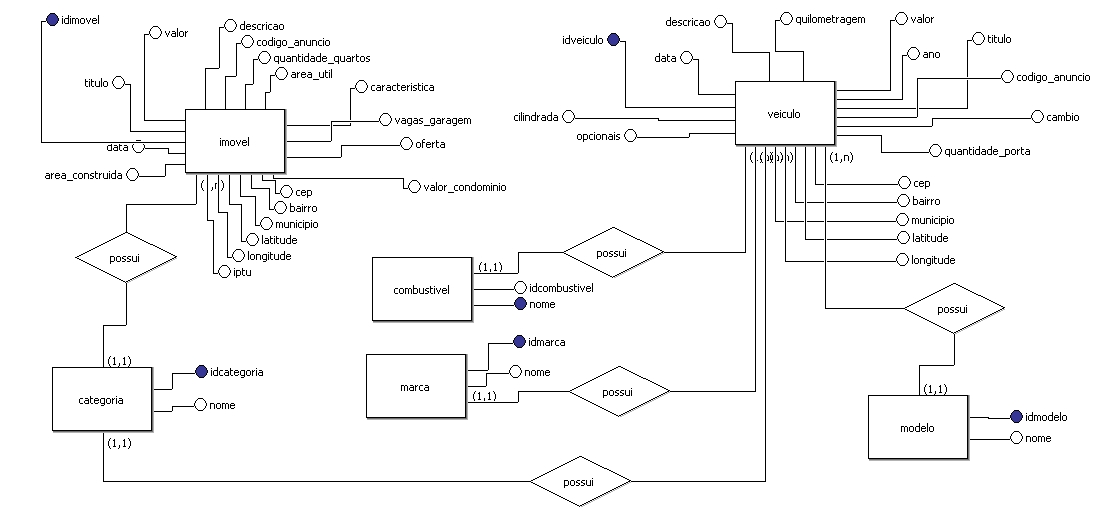 idimovel
valor
descricao
codigo_anuncio
quantidade_quartos
area_util
titulo
caracteristica
vagas_garagem
imovel
oferta
data
area_construida
valor_condominio
cep
bairro
municipio
latitude
longitude
iptu
possui
(1,1)
categoria
idcategoria
nome
(1,1)
possui
descricao
quilometragem
valor
idveiculo
titulo
data
ano
codigo_anuncio
cilindrada
veiculo
cambio
opcionais
quantidade_porta
(1,n)
cep
bairro
municipio
latitude
longitude
possui
(1,1)
combustivel
idcombustivel
nome
possui
idmarca
marca
nome
(1,1)
possui
(1,1)
modelo
idmodelo
nome